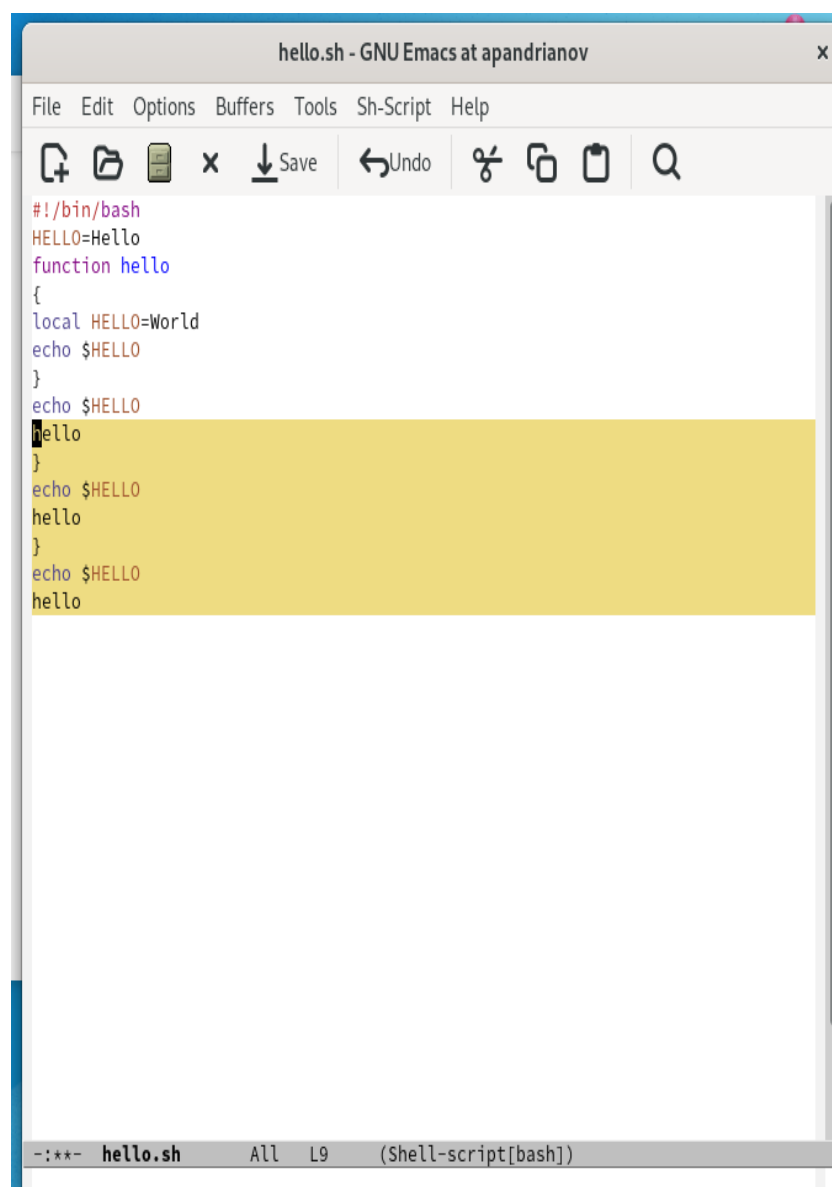 hello.sh - GNU Emacs at apandrianov
File Edit Options Buffers Tools Sh-Script Help
Save Undo
#!/bin/bash
HELLO=Hello
function hello
{
local HELLO=World
echo $HELLO
}
echo $HELLO
hello
}
echo $HELLO
hello
}
echo $HELLO
hello
-:**- hello.sh All L9 (Shell-script[bash])